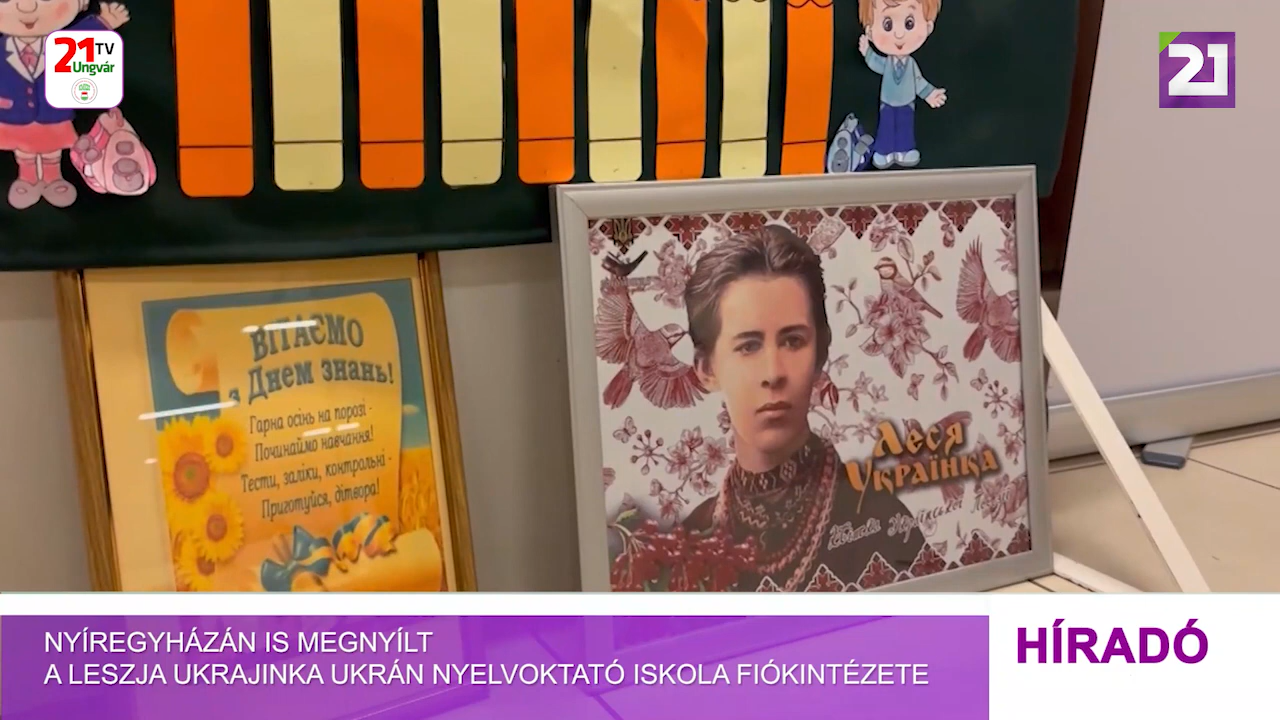 21 TV
Ungvár
21
ВІТАЄМО
з Днем знань!
Гарна осінь на порозі -
Починаймо навчання!
Тести, заліки, контрольні -
Приготуйся, дітвора!
Леся
Українка
NYÍREGYHÁZÁN IS MEGNYÍLT
A LESZJA UKRAJINKA UKRÁN NYELVOKTATÓ ISKOLA FIÓKINTÉZETE
HÍRADÓ